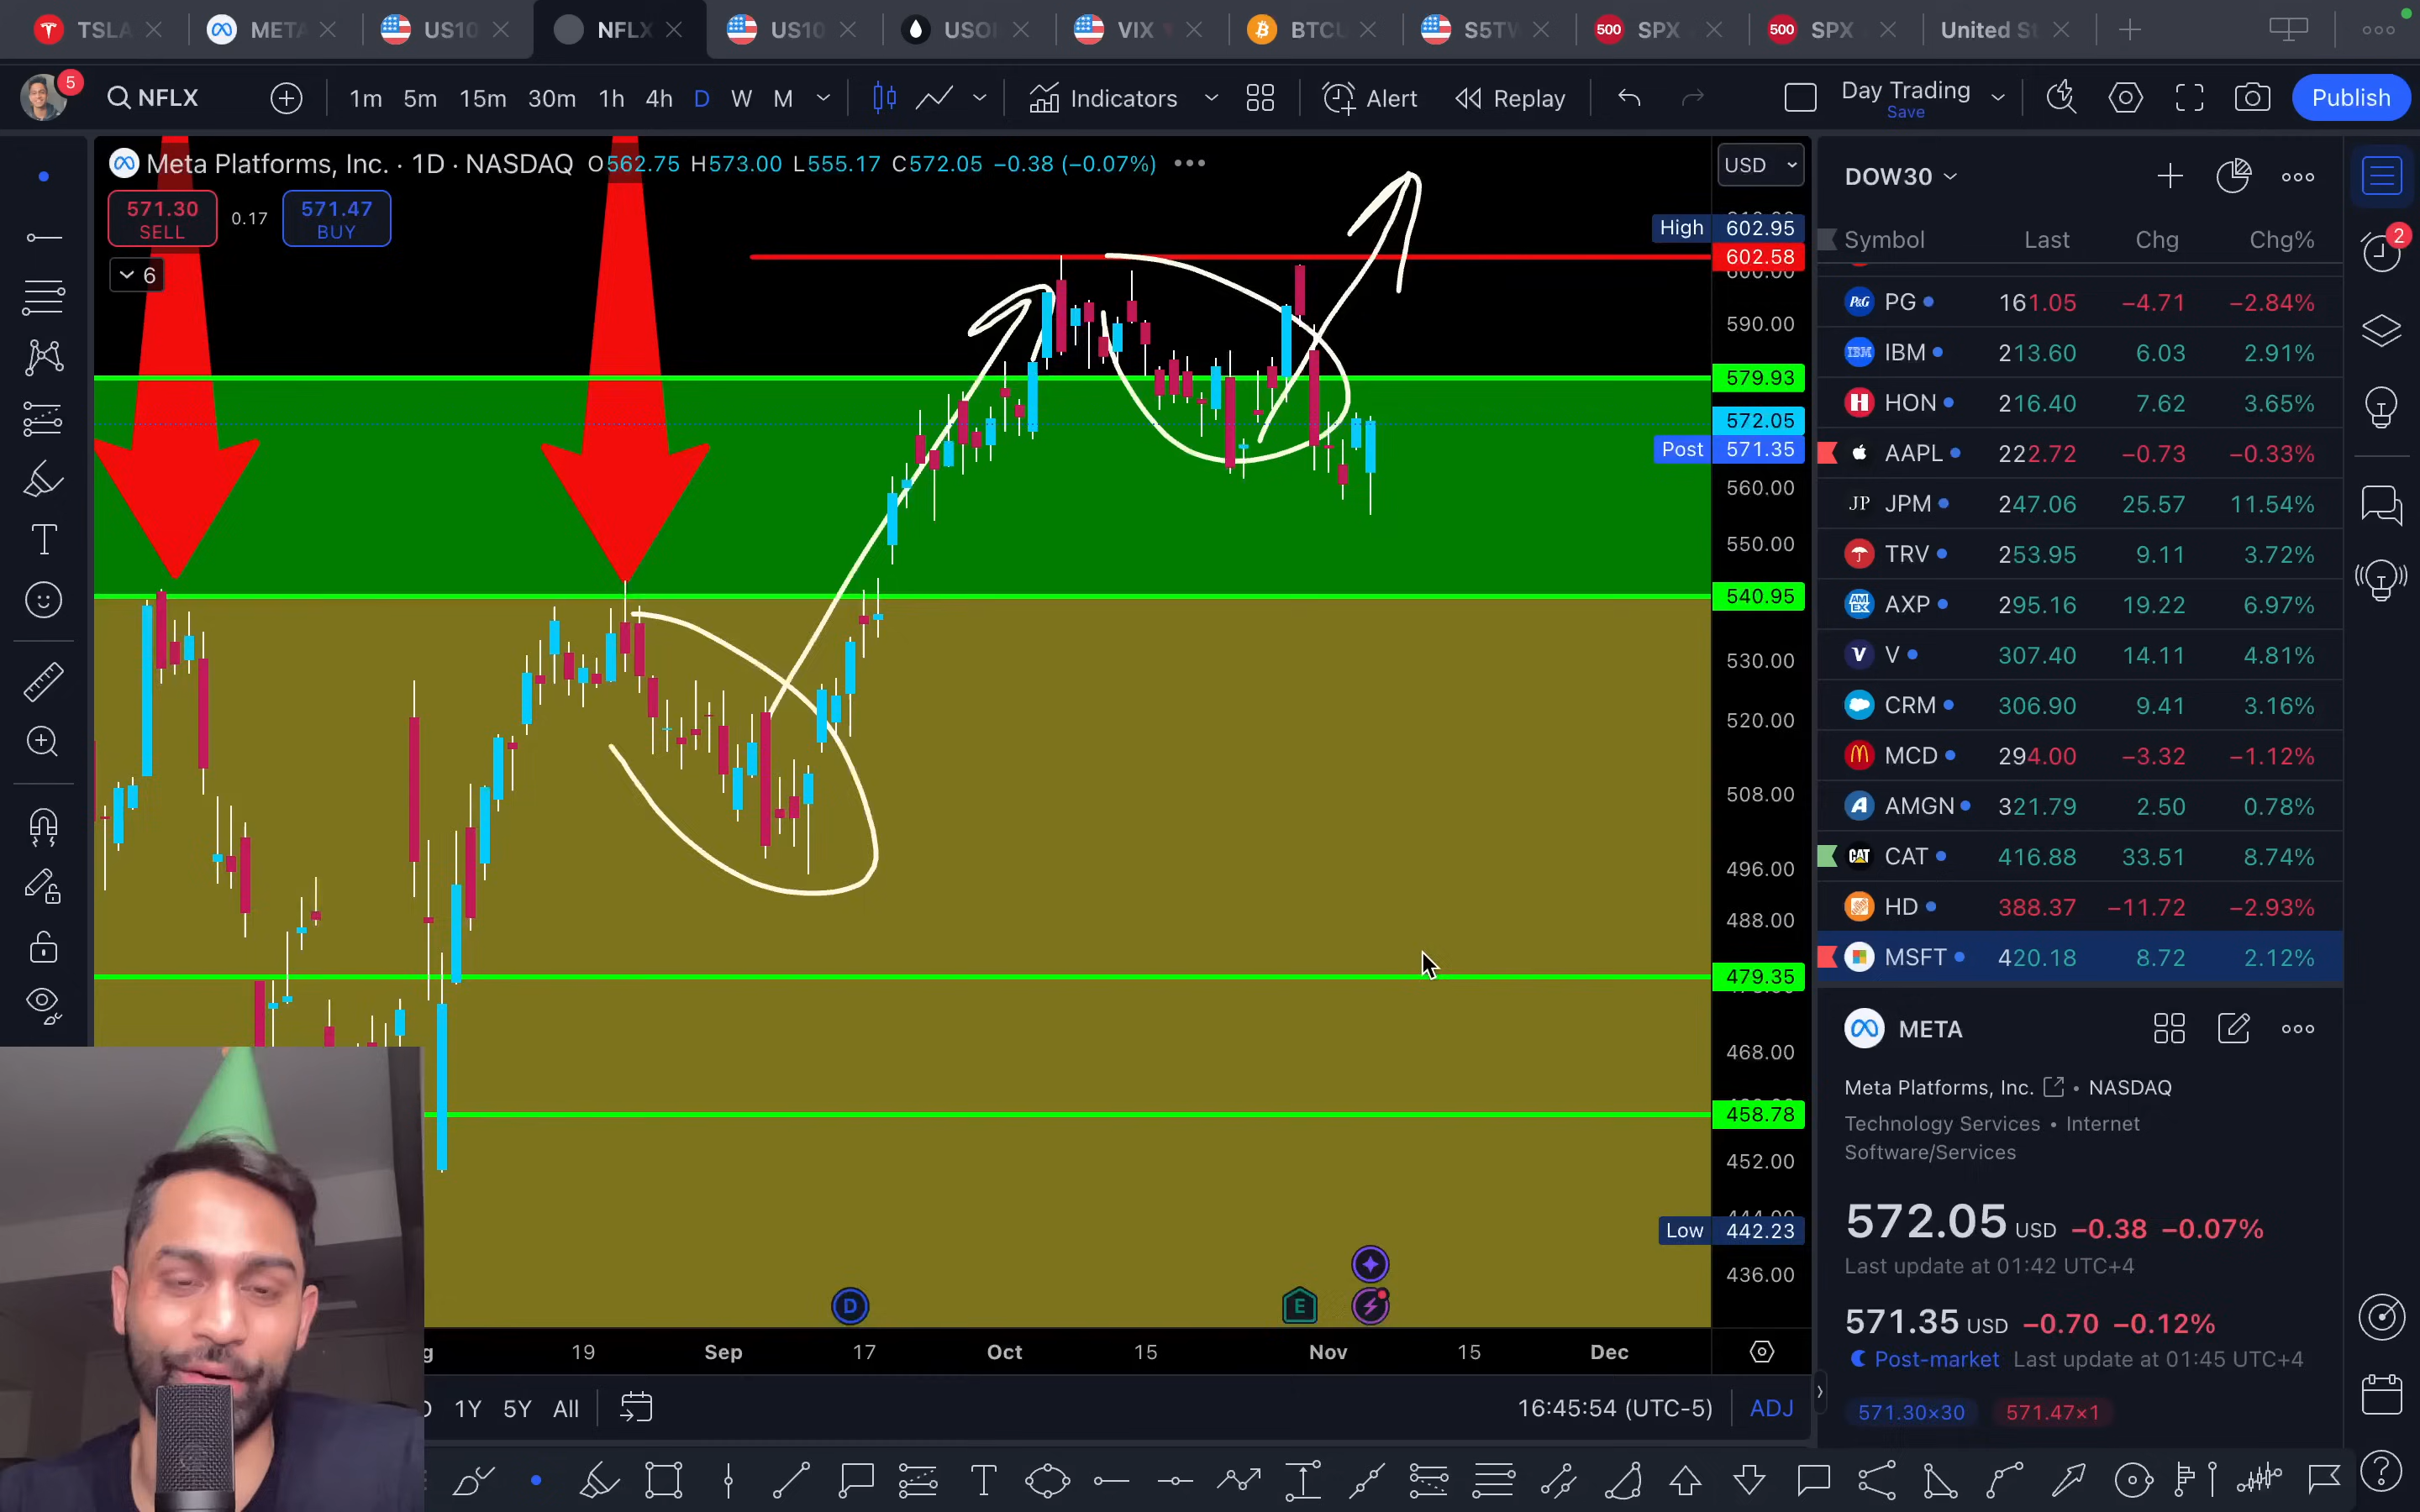 TSLA META US10 NFLX US10 USOI VIX BTCU S5TW 500 SPX 500 SPX United St
5 NFLX 1m 5m 15m 30m 1h 4h D W M Indicators Alert Replay Day Trading Save Publish
Meta Platforms, Inc. · 1D · NASDAQ O562.75 H573.00 L555.17 C572.05 −0.38 (−0.07%)
USD
571.30 SELL 0.17 571.47 BUY
6
High 602.95
602.58
590.00
579.93
572.05
Post 571.35
560.00
550.00
540.95
530.00
520.00
508.00
496.00
488.00
479.35
468.00
458.78
452.00
Low 442.23
436.00
D E
19 Sep 17 Oct 15 Nov 15 Dec
1Y 5Y All 16:45:54 (UTC-5) ADJ
DOW30
Symbol Last Chg Chg%
2
P&G PG 161.05 −4.71 −2.84%
IBM IBM 213.60 6.03 2.91%
H HON 216.40 7.62 3.65%
AAPL 222.72 −0.73 −0.33%
JP JPM 247.06 25.57 11.54%
TRV 253.95 9.11 3.72%
AM EX AXP 295.16 19.22 6.97%
V V 307.40 14.11 4.81%
CRM 306.90 9.41 3.16%
MCD 294.00 −3.32 −1.12%
A AMGN 321.79 2.50 0.78%
CAT CAT 416.88 33.51 8.74%
HD 388.37 −11.72 −2.93%
MSFT 420.18 8.72 2.12%
META
Meta Platforms, Inc. • NASDAQ
Technology Services • Internet
Software/Services
572.05 USD −0.38 −0.07%
Last update at 01:42 UTC+4
571.35 USD −0.70 −0.12%
Post-market Last update at 01:45 UTC+4
571.30×30 571.47×1